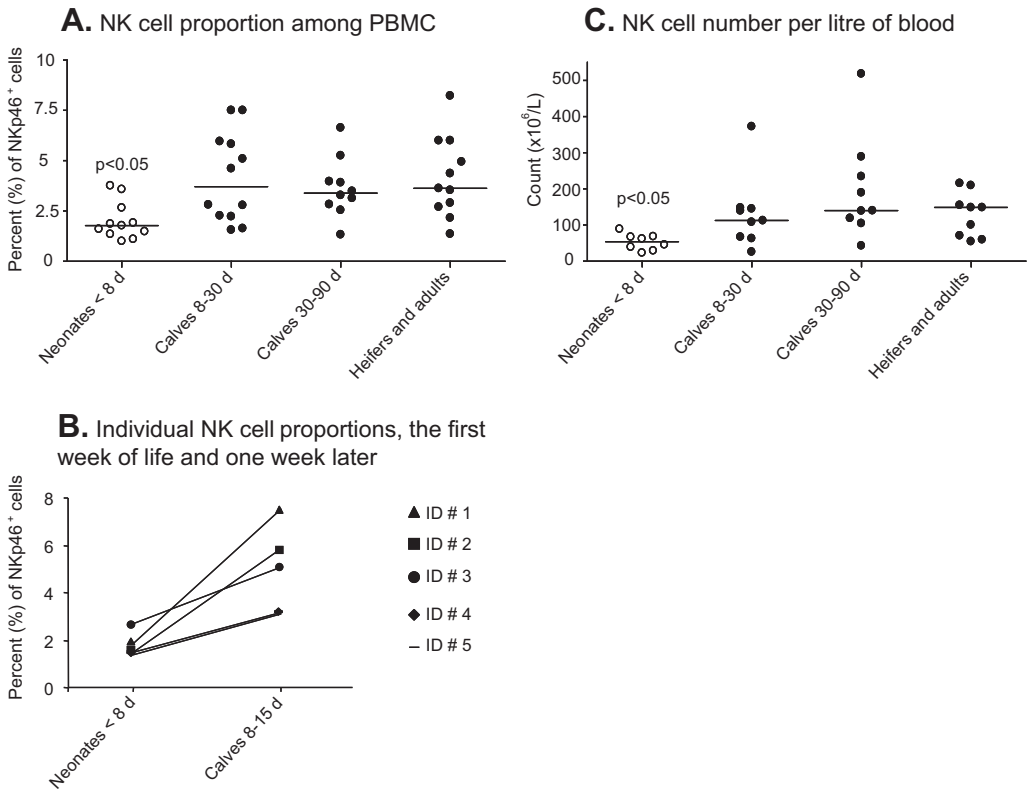 A. NK cell proportion among PBMC
Percent (%) of NKp46⁺ cells
10
7.5
5
2.5
0
p<0.05
Neonates < 8 d
Calves 8-30 d
Calves 30-90 d
Heifers and adults
C. NK cell number per litre of blood
Count (x10⁶/L)
500
400
300
200
100
0
p<0.05
Neonates < 8 d
Calves 8-30 d
Calves 30-90 d
Heifers and adults
B. Individual NK cell proportions, the first
week of life and one week later
Percent (%) of NKp46⁺ cells
8
6
4
2
0
Neonates < 8 d
Calves 8-15 d
ID # 1
ID # 2
ID # 3
ID # 4
ID # 5